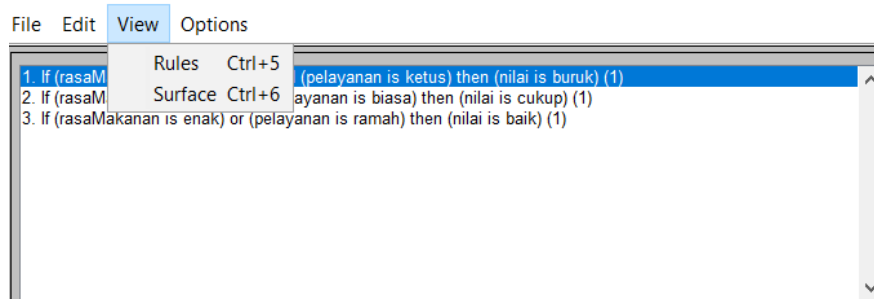 File Edit View Options
Rules Ctrl+5
Surface Ctrl+6
1. If (rasaM (pelayanan is ketus) then (nilai is buruk) (1)
2. If (rasaM ayanan is biasa) then (nilai is cukup) (1)
3. If (rasaMakanan is enak) or (pelayanan is ramah) then (nilai is baik) (1)